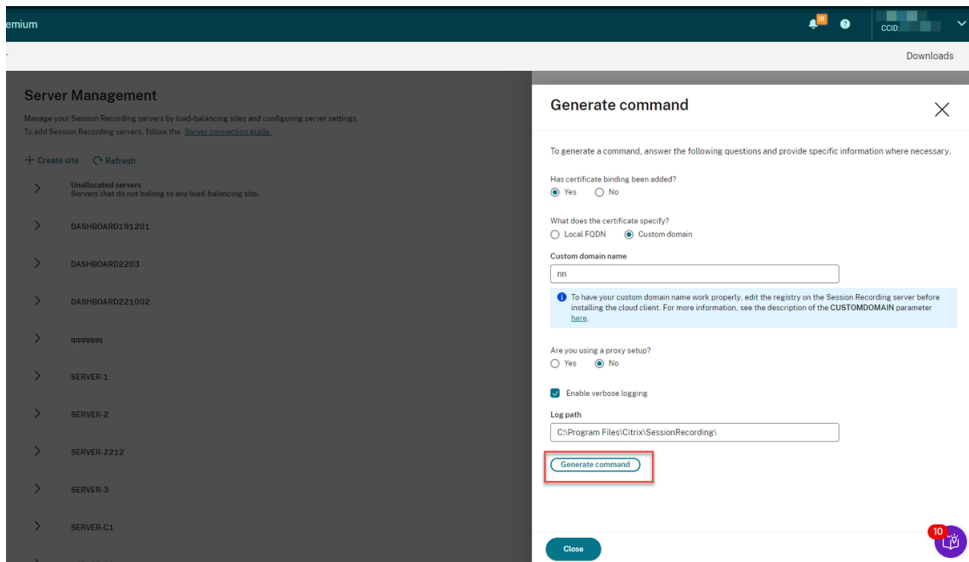 emium
18
?
CCID:
Downloads
Server Management
Manage your Session Recording servers by load-balancing sites and configuring server settings.
To add Session Recording servers, follow the Server connection guide.
+ Create site Refresh
Unallocated servers
Servers that do not belong to any load-balancing site.
DASHBOARD191201
DASHBOARD2203
DASHBOARD221002
qqqqqqq
SERVER-1
SERVER-2
SERVER-2212
SERVER-3
SERVER-C1
Generate command
To generate a command, answer the following questions and provide specific information where necessary.
Has certificate binding been added?
Yes No
What does the certificate specify?
Local FQDN Custom domain
Custom domain name
nn
To have your custom domain name work properly, edit the registry on the Session Recording server before
installing the cloud client. For more information, see the description of the CUSTOMDOMAIN parameter
here.
Are you using a proxy setup?
Yes No
Enable verbose logging
Log path
C:\Program Files\Citrix\SessionRecording\
Generate command
10
Close